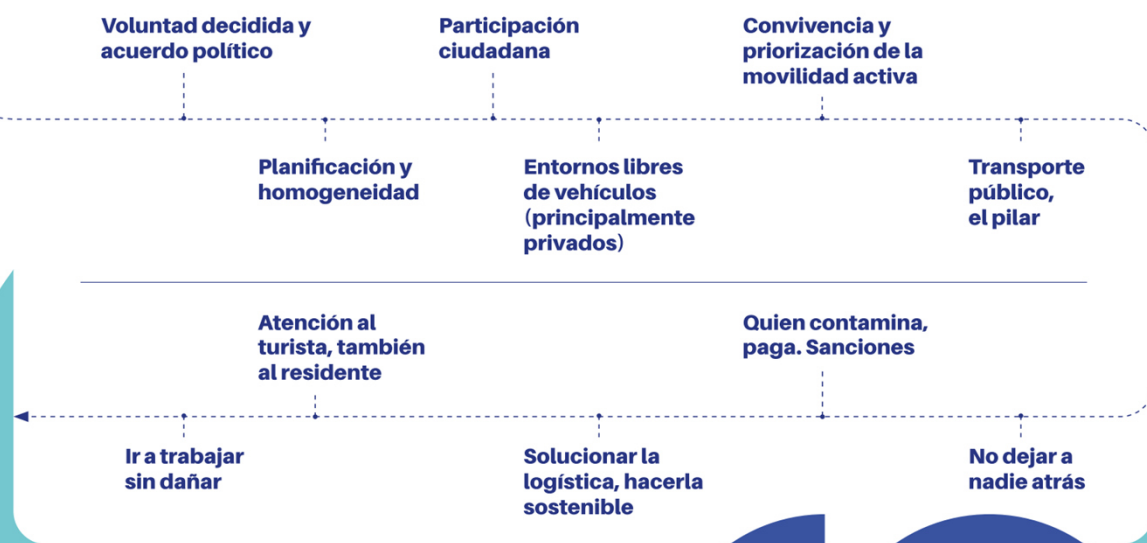 Voluntad decidida y
acuerdo político
Planificación y
homogeneidad
Participación
ciudadana
Entornos libres
de vehículos
(principalmente
privados)
Convivencia y
priorización de la
movilidad activa
Transporte
público,
el pilar
No dejar a
nadie atrás
Quien contamina,
paga. Sanciones
Solucionar la
logística, hacerla
sostenible
Atención al
turista, también
al residente
Ir a trabajar
sin dañar